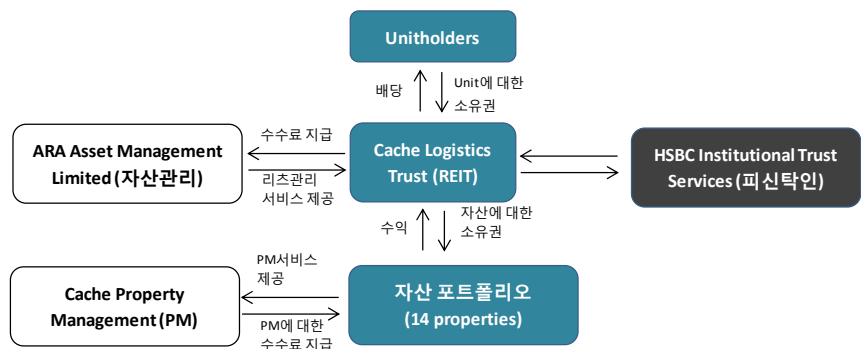 Unitholders
배당
Unit에 대한
소유권
ARA Asset Management
Limited (자산관리)
수수료 지급
리츠관리
서비스 제공
Cache Logistics
Trust (REIT)
HSBC Institutional Trust
Services (피신탁인)
수익
자산에 대한
소유권
Cache Property
Management (PM)
PM서비스
제공
PM에 대한
수수료 지급
자산 포트폴리오
(14 properties)